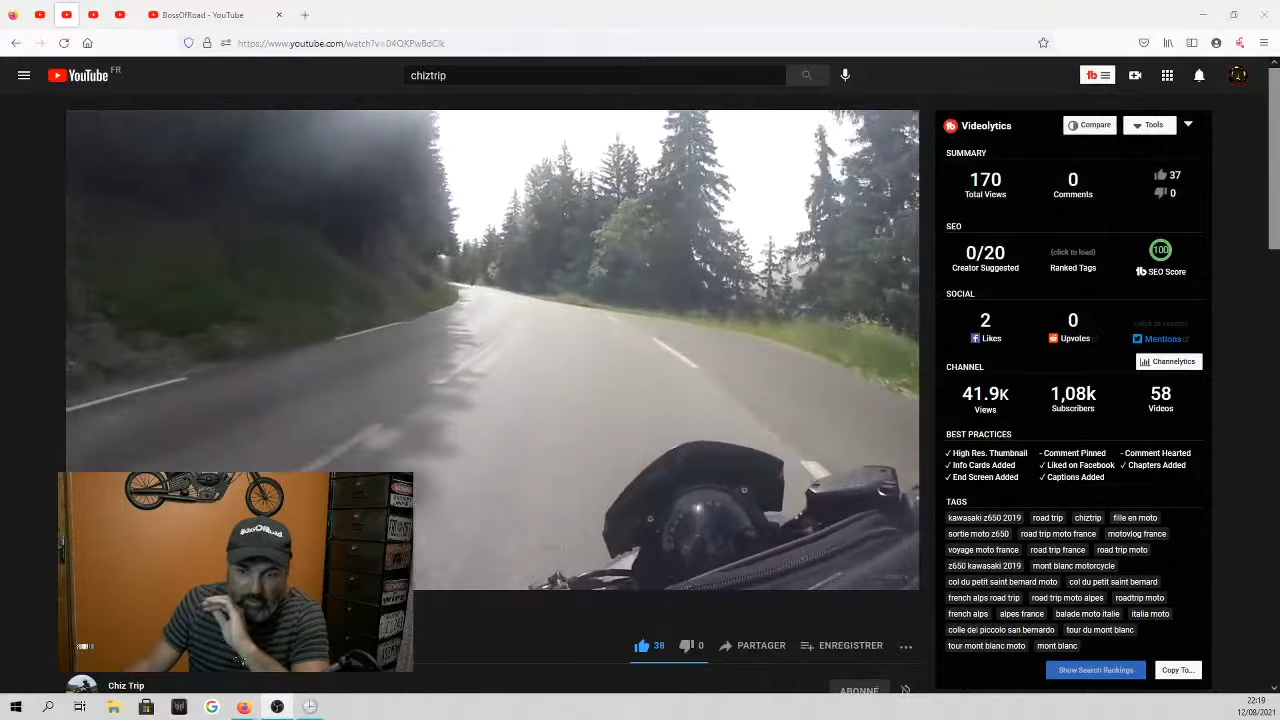 BossOfRoad - YouTube
https://www.youtube.com/watch?v=04QKPwBdClk
YouTube FR
chiztrip
tb
tb Videolytics
Compare
Tools
SUMMARY
170
0
37
Total Views
Comments
0
SEO
0/20
(click to load)
100
Creator Suggested
Ranked Tags
tb SEO Score
SOCIAL
2
0
Likes
Upvotes
Mentions
Channelytics
CHANNEL
41.9K
1,08k
58
Views
Subscribers
Videos
BEST PRACTICES
✓ High Res. Thumbnail
- Comment Pinned
- Comment Hearted
✓ Info Cards Added
✓ Liked on Facebook
✓ Chapters Added
✓ End Screen Added
✓ Captions Added
TAGS
kawasaki z650 2019
road trip
chiztrip
fille en moto
sortie moto z650
road trip moto france
motovlog france
voyage moto france
road trip france
road trip moto
z650 kawasaki 2019
mont blanc motorcycle
col du petit saint bernard moto
col du petit saint bernard
french alps road trip
road trip moto alpes
roadtrip moto
french alps
alpes france
balade moto italie
italia moto
colle del piccolo san bernardo
tour du mont blanc
tour mont blanc moto
mont blanc
Show Search Rankings
Copy To...
BossOfRoad
WIFE
38
0
PARTAGER
ENREGISTRER
Chiz Trip
ABONNÉ
22:19
12/09/2021